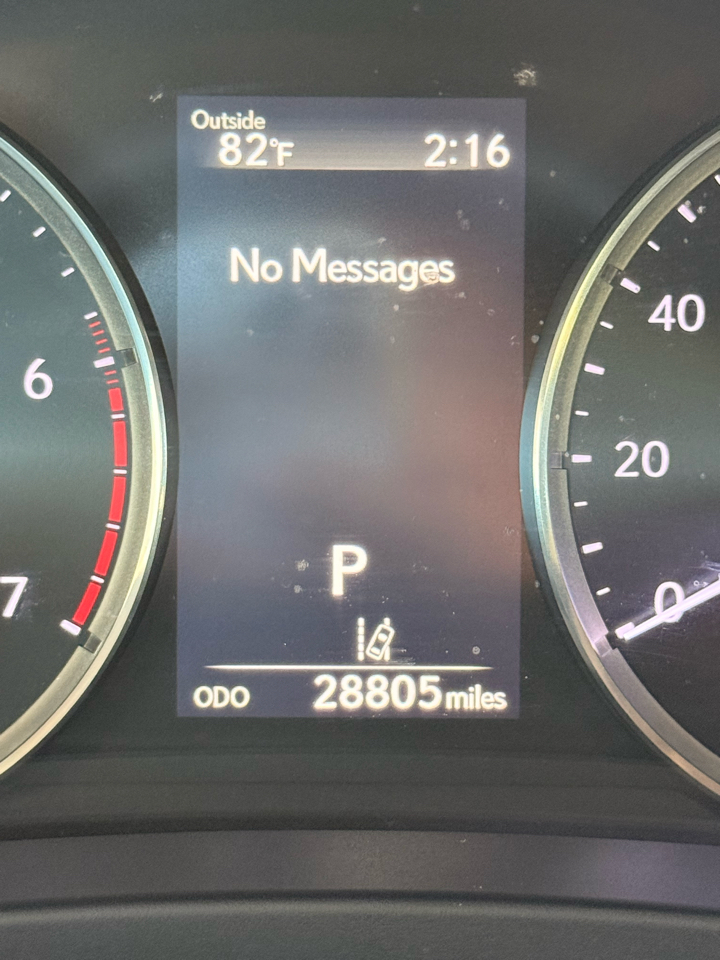 Outside
82°F 2:16
No Messages
6
7
40
20
0
P
ODO 28805 miles